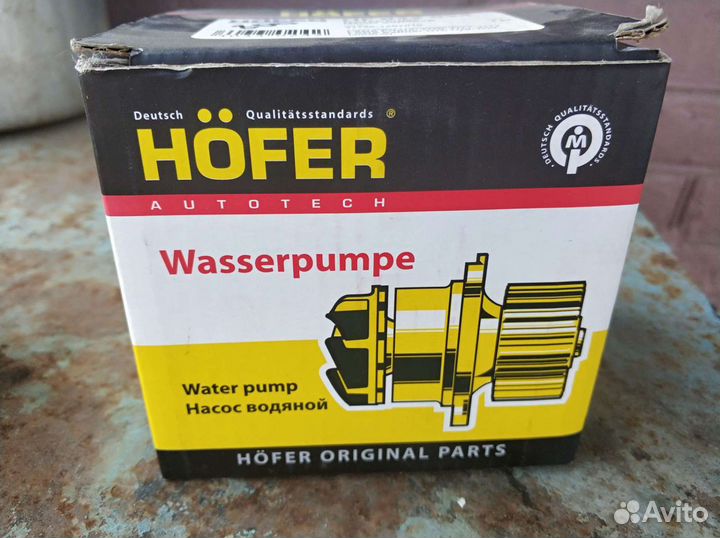 Deutsch Qualitätsstandards ®
HÖFER
AUTOTECH
DEUTSCH QUALITÄTSSTANDARDS
M
Wasserpumpe
Water pump
Насос водяной
HÖFER ORIGINAL PARTS
Avito